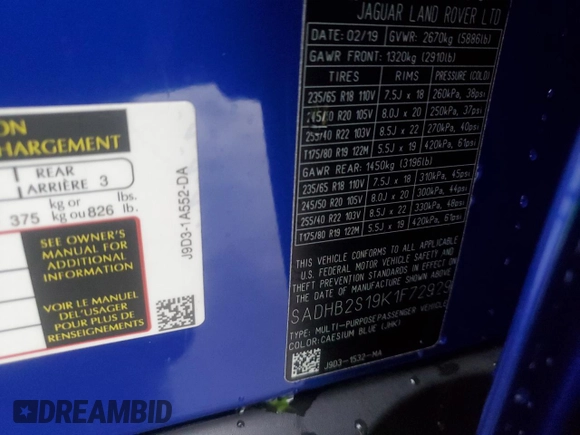 JAGUAR LAND ROVER LTD
DATE: 02/19 GVWR: 2670kg (5886lb)
GAWR FRONT: 1320kg (2910lb)
TIRES RIMS PRESSURE (COLD)
235/65 R18 110V 7.5J x 18 260kPa, 38psi
245/50 R20 105V 8.0J x 20 250kPa, 37psi
255/40 R22 103V 8.5J x 22 270kPa, 40psi
T175/80 R19 122M 5.5J x 19 420kPa, 61psi
GAWR REAR: 1450kg (3196lb)
235/65 R18 110V 7.5J x 18 310kPa, 45psi
245/50 R20 105V 8.0J x 20 300kPa, 44psi
255/40 R22 103V 8.5J x 22 330kPa, 48psi
T175/80 R19 122M 5.5J x 19 420kPa, 61psi
THIS VEHICLE CONFORMS TO ALL APPLICABLE
U.S. FEDERAL MOTOR VEHICLE SAFETY AND
THEFT PREVENTION STANDARDS IN EFFECT ON
THE DATE OF MANUFACTURE SHOWN ABOVE.
SADHB2S19K1F72929
TYPE: MULTI-PURPOSE PASSENGER VEHICLE
COLOR: CAESIUM BLUE (JHK)
J9D3-1532-MA
ON
HARGEMENT
REAR
ARRIÈRE 3
375 kg or ou 826 lbs. lb.
SEE OWNER'S
MANUAL FOR
ADDITIONAL
INFORMATION
VOIR LE MANUEL
DE L'USAGER
POUR PLUS DE
RENSEIGNEMENTS
J9D3-1A552-DA
DREAMBID